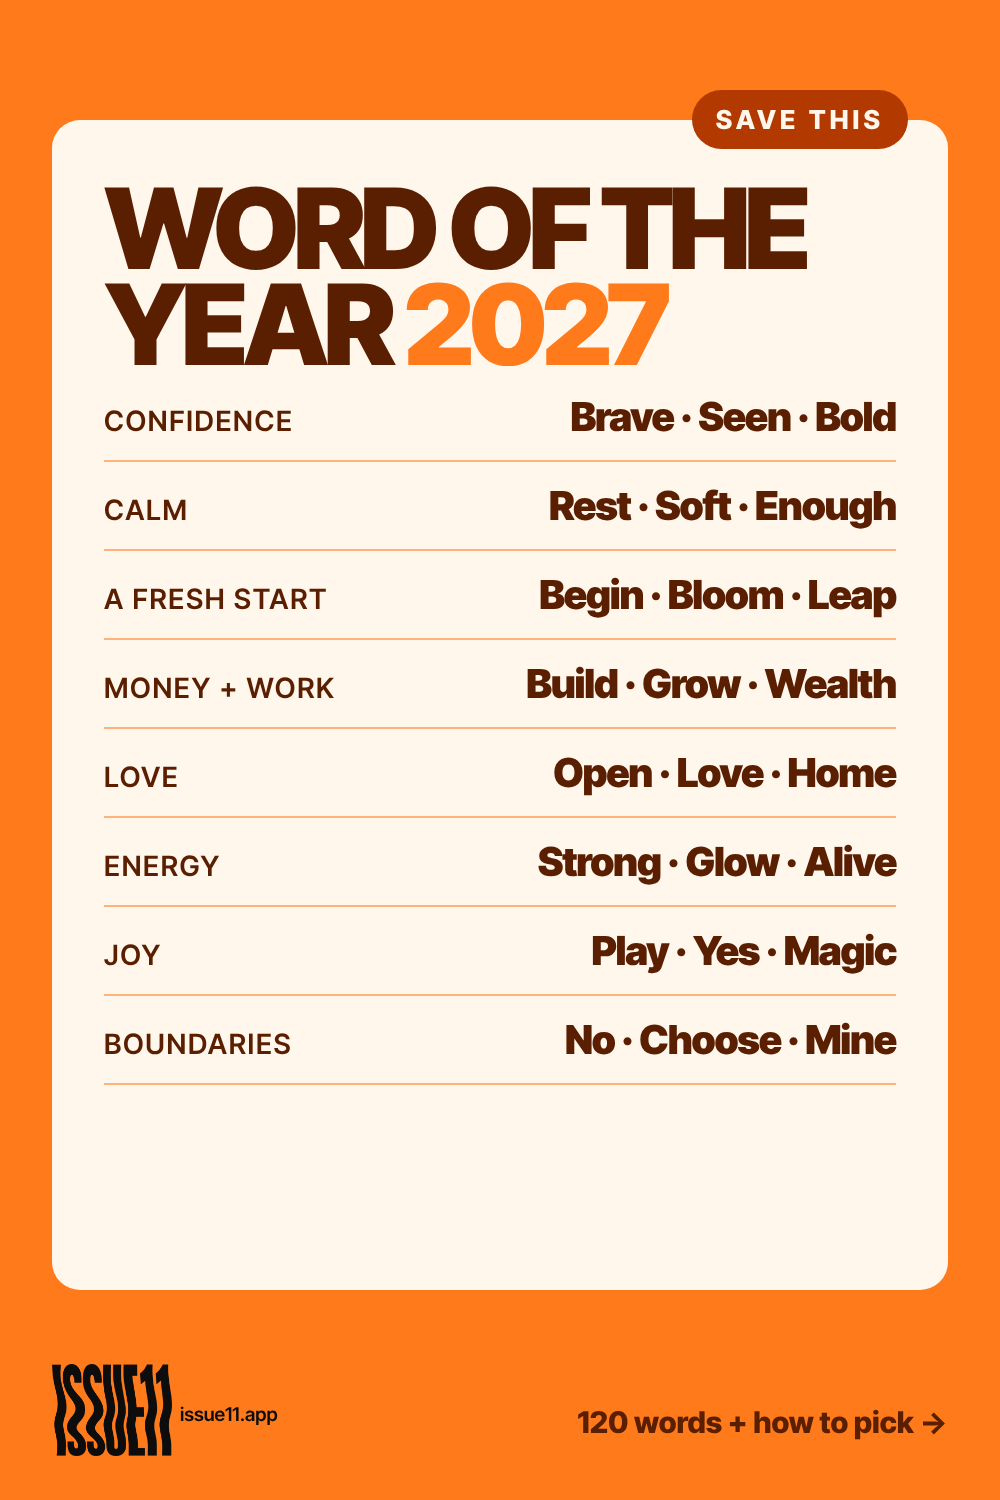 SAVE THIS
WORD OF THE
YEAR 2027
CONFIDENCE Brave · Seen · Bold
CALM Rest · Soft · Enough
A FRESH START Begin · Bloom · Leap
MONEY + WORK Build · Grow · Wealth
LOVE Open · Love · Home
ENERGY Strong · Glow · Alive
JOY Play · Yes · Magic
BOUNDARIES No · Choose · Mine
ISSUE11 issue11.app
120 words + how to pick →